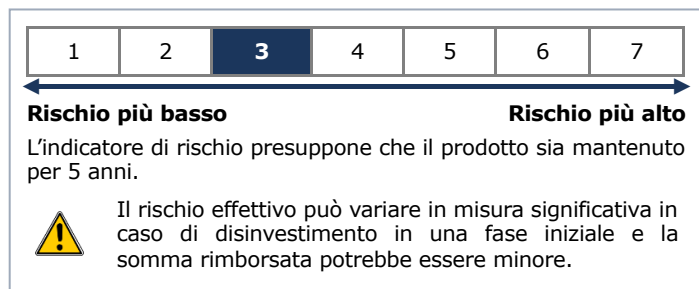 1 2 3 4 5 6 7
Rischio più basso Rischio più alto
L'indicatore di rischio presuppone che il prodotto sia mantenuto
per 5 anni.
Il rischio effettivo può variare in misura significativa in
caso di disinvestimento in una fase iniziale e la
somma rimborsata potrebbe essere minore.